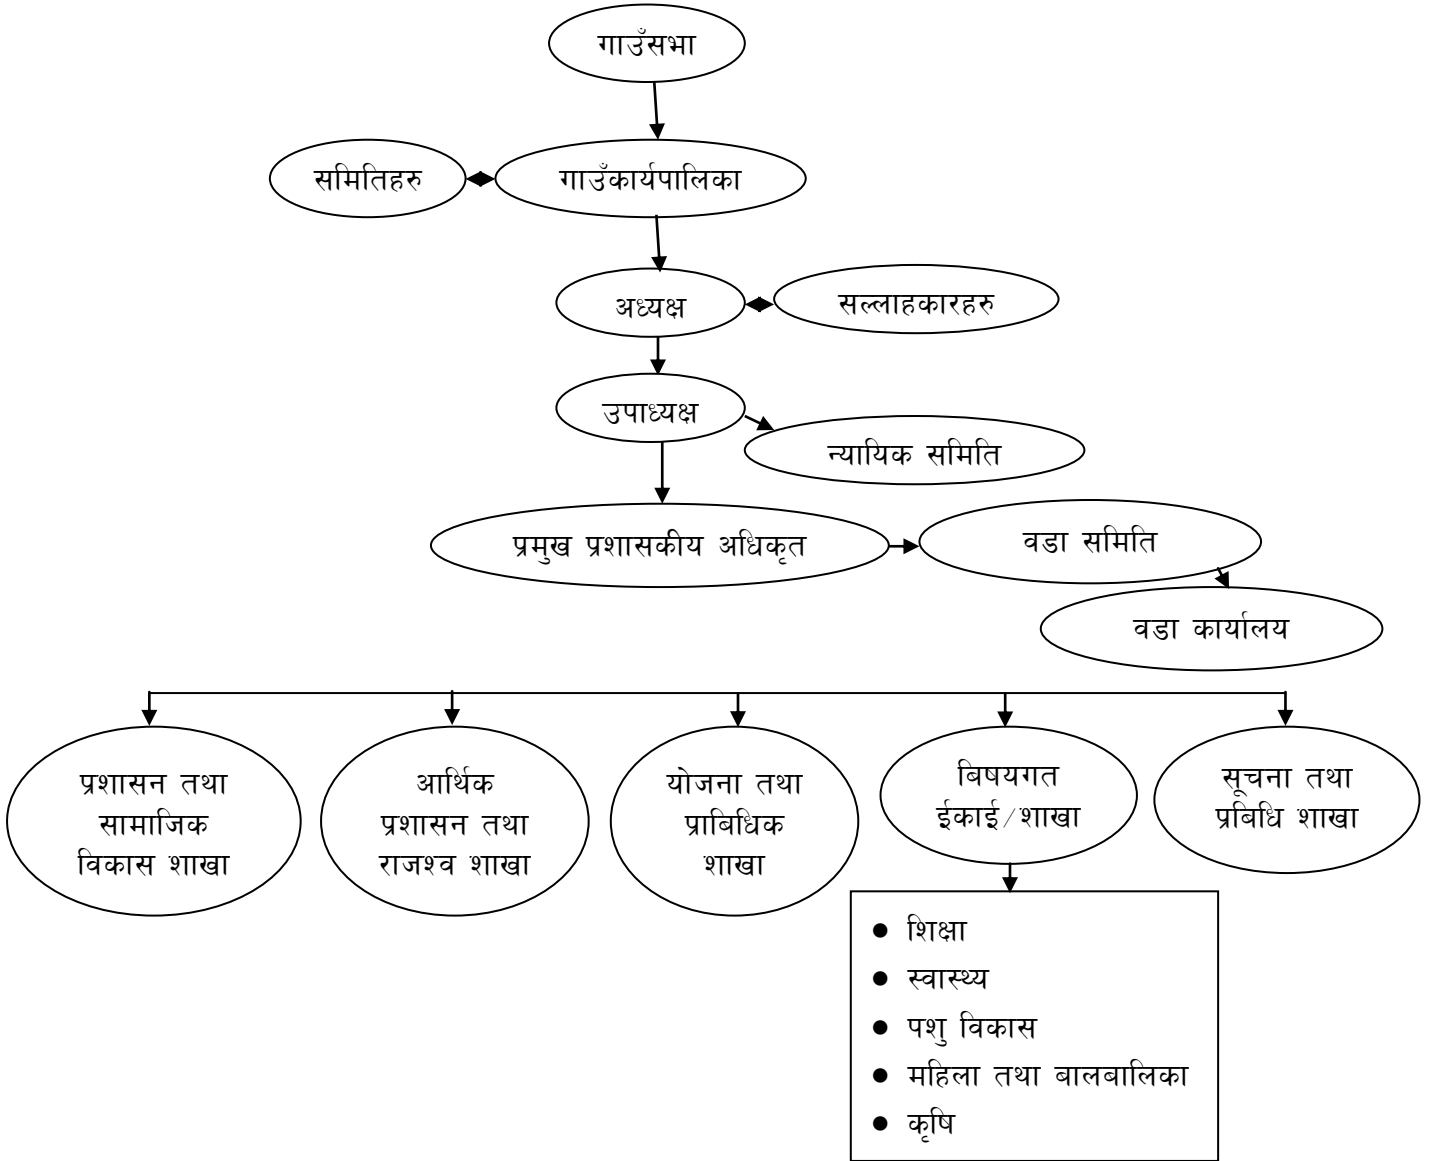 गाउँसभा
समितिहरु
गाउँकार्यपालिका
अध्यक्ष
सल्लाहकारहरु
उपाध्यक्ष
न्यायिक समिति
प्रमुख प्रशासकीय अधिकृत
वडा समिति
वडा कार्यालय
प्रशासन तथा
सामाजिक
विकास शाखा
आर्थिक
प्रशासन तथा
राजश्व शाखा
योजना तथा
प्राबिधिक
शाखा
बिषयगत
ईकाई/शाखा
सूचना तथा
प्रबिधि शाखा
● शिक्षा
● स्वास्थ्य
● पशु विकास
● महिला तथा बालबालिका
● कृषि